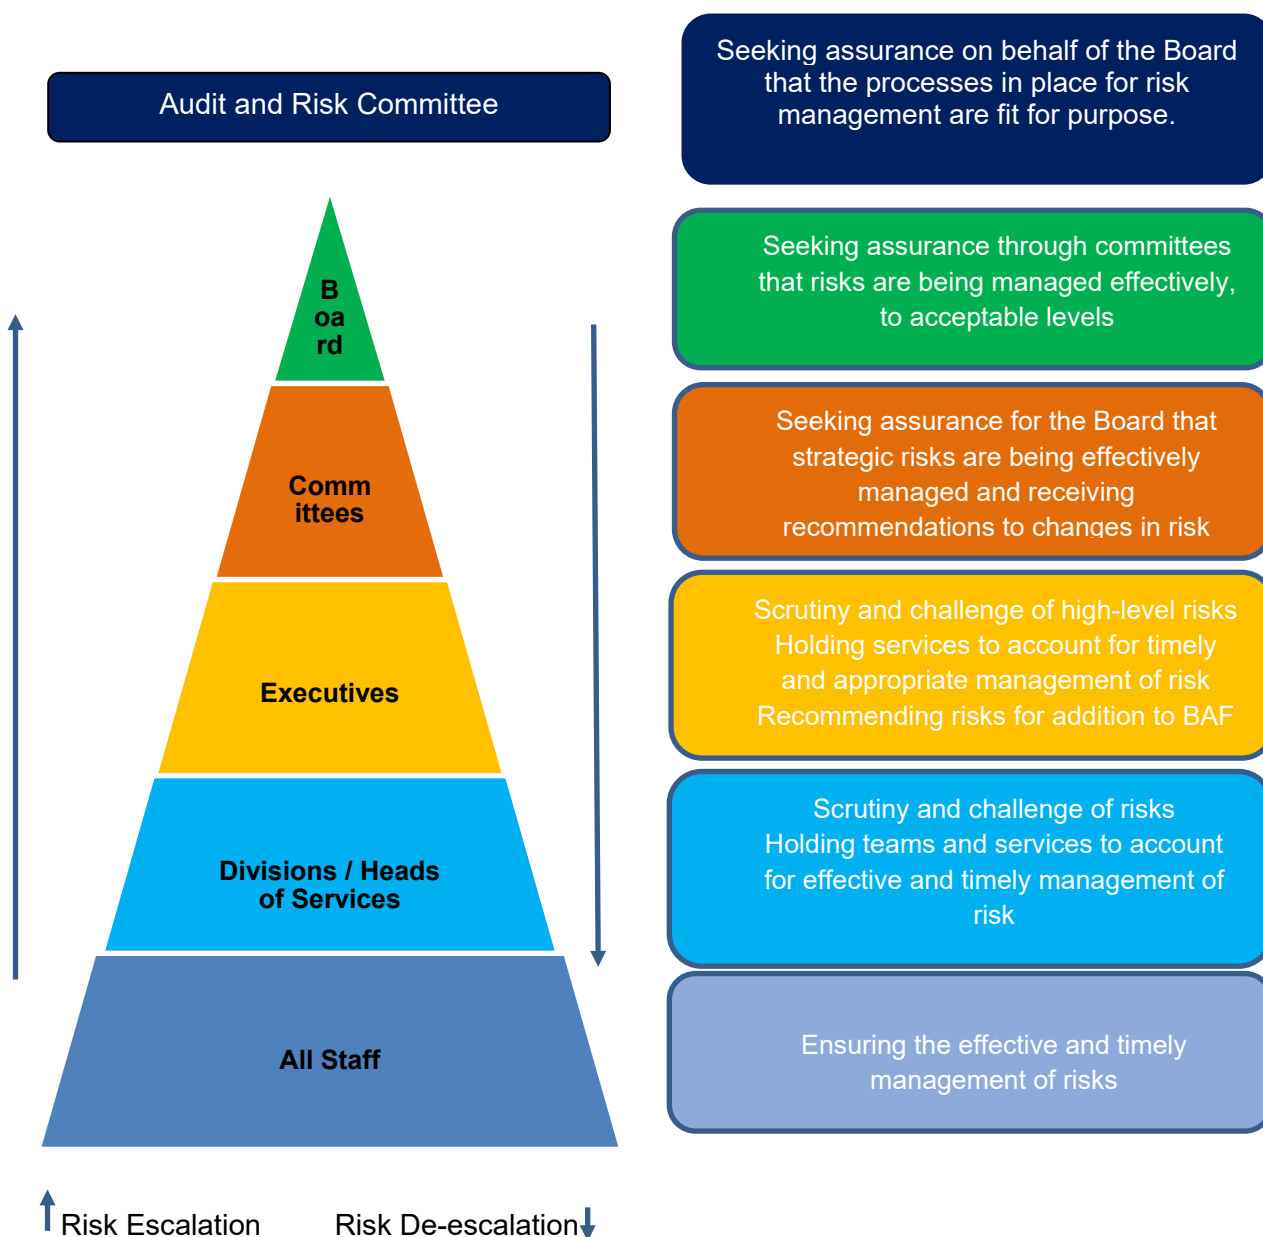 Audit and Risk Committee
Seeking assurance on behalf of the Board
that the processes in place for risk
management are fit for purpose.
B
oa
rd
Seeking assurance through committees
that risks are being managed effectively,
to acceptable levels
Comm
ittees
Seeking assurance for the Board that
strategic risks are being effectively
managed and receiving
recommendations to changes in risk
Executives
Scrutiny and challenge of high-level risks
Holding services to account for timely
and appropriate management of risk
Recommending risks for addition to BAF
Divisions / Heads
of Services
Scrutiny and challenge of risks
Holding teams and services to account
for effective and timely management of
risk
All Staff
Ensuring the effective and timely
management of risks
Risk Escalation
Risk De-escalation